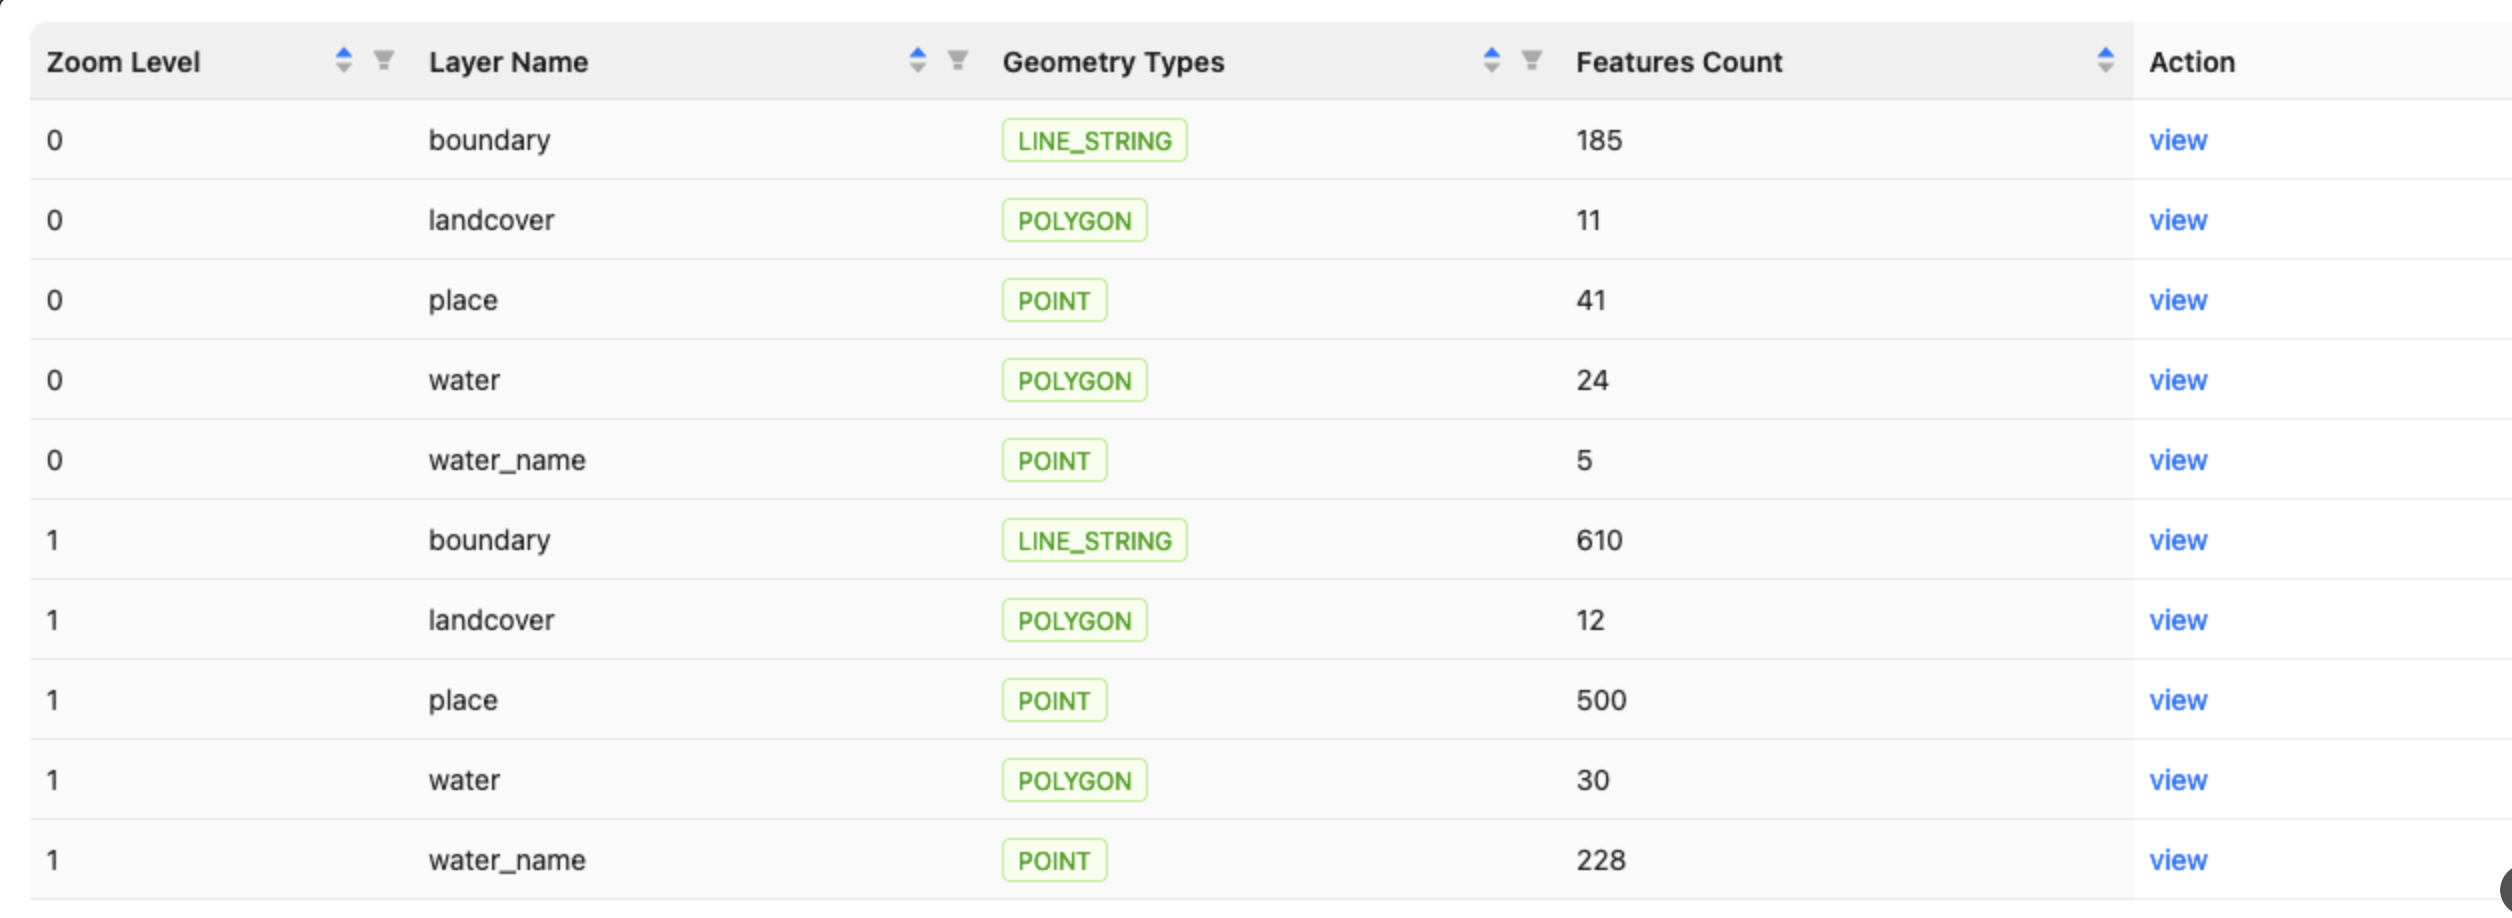 Zoom Level Layer Name Geometry Types Features Count Action
0 boundary LINE_STRING 185 view
0 landcover POLYGON 11 view
0 place POINT 41 view
0 water POLYGON 24 view
0 water_name POINT 5 view
1 boundary LINE_STRING 610 view
1 landcover POLYGON 12 view
1 place POINT 500 view
1 water POLYGON 30 view
1 water_name POINT 228 view